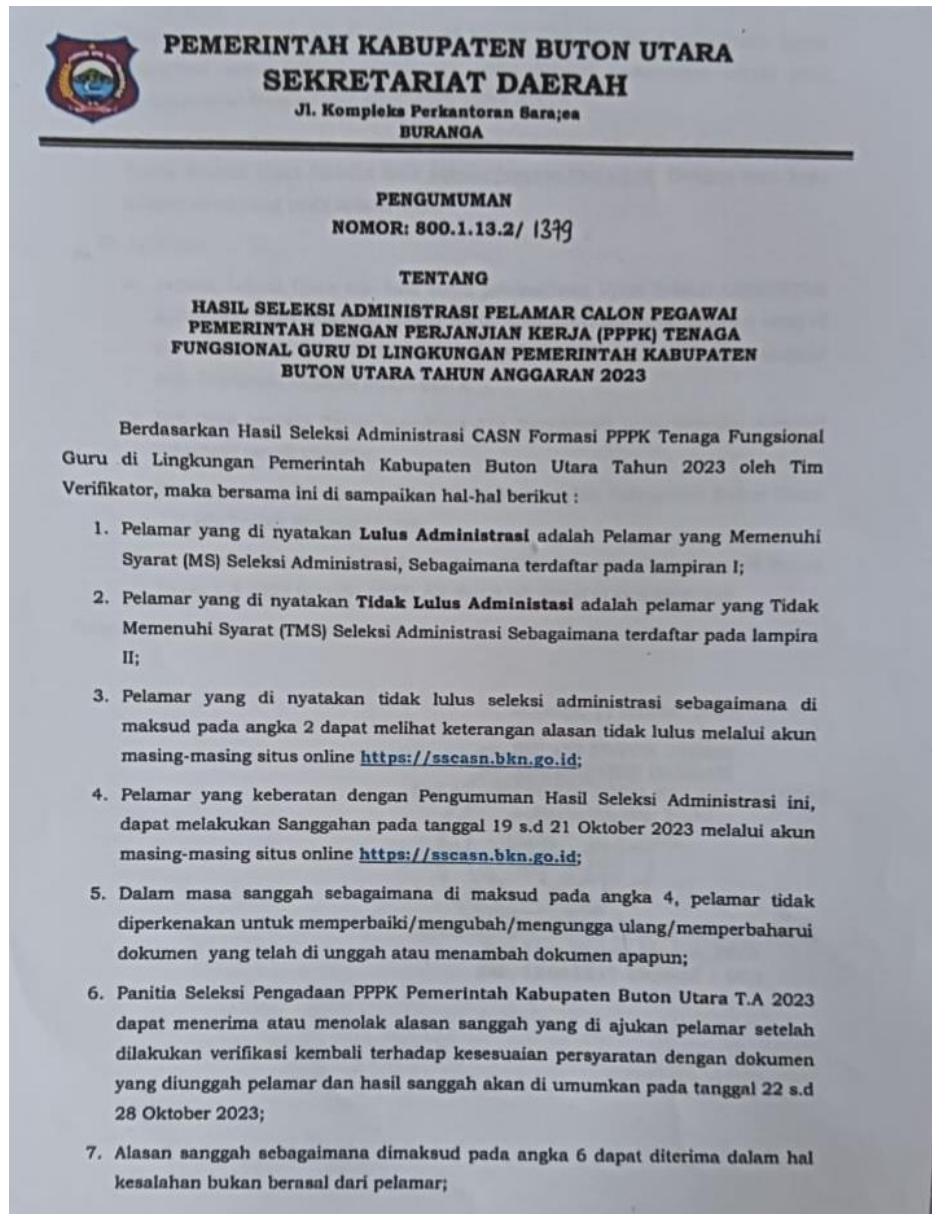 PEMERINTAH KABUPATEN BUTON UTARA
SEKRETARIAT DAERAH
Jl. Kompleks Perkantoran Sara;ea
BURANGA
PENGUMUMAN
NOMOR: 800.1.13.2/ 1379
TENTANG
HASIL SELEKSI ADMINISTRASI PELAMAR CALON PEGAWAI
PEMERINTAH DENGAN PERJANJIAN KERJA (PPPK) TENAGA
FUNGSIONAL GURU DI LINGKUNGAN PEMERINTAH KABUPATEN
BUTON UTARA TAHUN ANGGARAN 2023
Berdasarkan Hasil Seleksi Administrasi CASN Formasi PPPK Tenaga Fungsional
Guru di Lingkungan Pemerintah Kabupaten Buton Utara Tahun 2023 oleh Tim
Verifikator, maka bersama ini di sampaikan hal-hal berikut :
1. Pelamar yang di nyatakan Lulus Administrasi adalah Pelamar yang Memenuhi
Syarat (MS) Seleksi Administrasi, Sebagaimana terdaftar pada lampiran I;
2. Pelamar yang di nyatakan Tidak Lulus Administasi adalah pelamar yang Tidak
Memenuhi Syarat (TMS) Seleksi Administrasi Sebagaimana terdaftar pada lampira
II;
3. Pelamar yang di nyatakan tidak lulus seleksi administrasi sebagaimana di
maksud pada angka 2 dapat melihat keterangan alasan tidak lulus melalui akun
masing-masing situs online https://sscasn.bkn.go.id;
4. Pelamar yang keberatan dengan Pengumuman Hasil Seleksi Administrasi ini,
dapat melakukan Sanggahan pada tanggal 19 s.d 21 Oktober 2023 melalui akun
masing-masing situs online https://sscasn.bkn.go.id;
5. Dalam masa sanggah sebagaimana di maksud pada angka 4, pelamar tidak
diperkenakan untuk memperbaiki/mengubah/mengungga ulang/memperbaharui
dokumen yang telah di unggah atau menambah dokumen apapun;
6. Panitia Seleksi Pengadaan PPPK Pemerintah Kabupaten Buton Utara T.A 2023
dapat menerima atau menolak alasan sanggah yang di ajukan pelamar setelah
dilakukan verifikasi kembali terhadap kesesuaian persyaratan dengan dokumen
yang diunggah pelamar dan hasil sanggah akan di umumkan pada tanggal 22 s.d
28 Oktober 2023;
7. Alasan sanggah sebagaimana dimaksud pada angka 6 dapat diterima dalam hal
kesalahan bukan berasal dari pelamar;